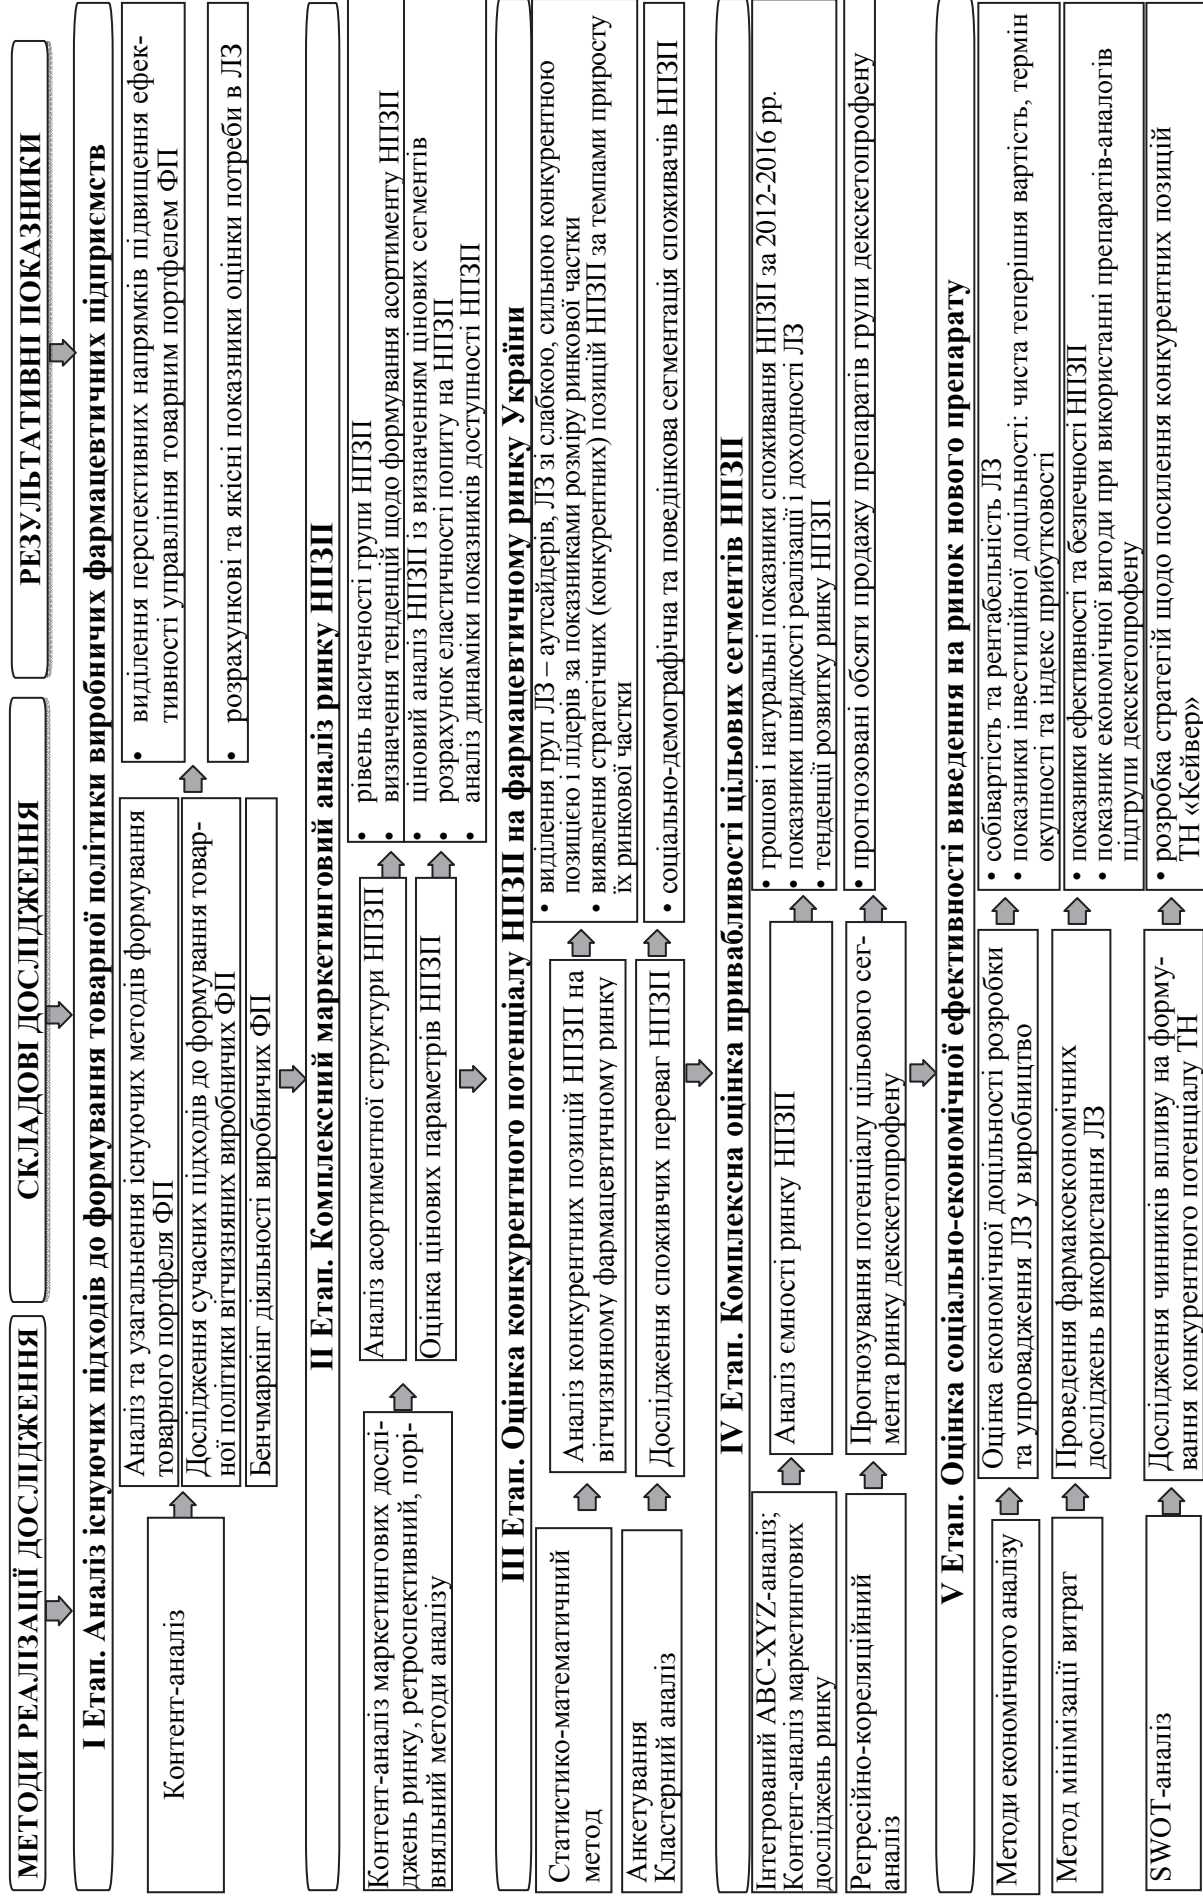 МЕТОДИ РЕАЛІЗАЦІЇ ДОСЛІДЖЕННЯ
СКЛАДОВІ ДОСЛІДЖЕННЯ
РЕЗУЛЬТАТИВНІ ПОКАЗНИКИ
I Етап. Аналіз існуючих підходів до формування товарної політики виробничих фармацевтичних підприємств
Контент-аналіз
Аналіз та узагальнення існуючих методів формування
товарного портфеля ФП
Дослідження сучасних підходів до формування товар-
ної політики вітчизняних виробничих ФП
Бенчмаркінг діяльності виробничих ФП
• виділення перспективних напрямків підвищення ефек-
тивності управління товарним портфелем ФП
• розрахункові та якісні показники оцінки потреби в ЛЗ
II Етап. Комплексний маркетинговий аналіз ринку НПЗП
Контент-аналіз маркетингових дослі-
джень ринку, ретроспективний, порі-
вняльний методи аналізу
Аналіз асортиментної структури НПЗП
Оцінка цінових параметрів НПЗП
• рівень насиченості групи НПЗП
• визначення тенденцій щодо формування асортименту НПЗП
• ціновий аналіз НПЗП із визначенням цінових сегментів
• розрахунок еластичності попиту на НПЗП
• аналіз динаміки показників доступності НПЗП
III Етап. Оцінка конкурентного потенціалу НПЗП на фармацевтичному ринку України
Статистико-математичний
метод
Анкетування
Кластерний аналіз
Аналіз конкурентних позицій НПЗП на
вітчизняному фармацевтичному ринку
Дослідження споживчих переваг НПЗП
• виділення груп ЛЗ – аутсайдерів, ЛЗ зі слабкою, сильною конкурентною
позицією і лідерів за показниками розміру ринкової частки
• виявлення стратегічних (конкурентних) позицій НПЗП за темпами приросту
їх ринкової частки
• соціально-демографічна та поведінкова сегментація споживачів НПЗП
IV Етап. Комплексна оцінка привабливості цільових сегментів НПЗП
Інтегрований ABC-XYZ-аналіз;
Контент-аналіз маркетингових
досліджень ринку
Регресійно-кореляційний
аналіз
Аналіз ємності ринку НПЗП
Прогнозування потенціалу цільового сег-
мента ринку декскетопрофену
• грошові і натуральні показники споживання НПЗП за 2012-2016 рр.
• показники швидкості реалізації і доходності ЛЗ
• тенденції розвитку ринку НПЗП
• прогнозовані обсяги продажу препаратів групи декскетопрофену
V Етап. Оцінка соціально-економічної ефективності виведення на ринок нового препарату
Методи економічного аналізу
Метод мінімізації витрат
SWOT-аналіз
Оцінка економічної доцільності розробки
та упровадження ЛЗ у виробництво
Проведення фармакоекономічних
досліджень використання ЛЗ
Дослідження чинників впливу на форму-
вання конкурентного потенціалу ТН
• собівартість та рентабельність ЛЗ
• показники інвестиційної доцільності: чиста теперішня вартість, термін
окупності та індекс прибутковості
• показники ефективності та безпечності НПЗП
• показник економічної вигоди при використанні препаратів-аналогів
підгрупи декскетопрофену
• розробка стратегій щодо посилення конкурентних позицій
ТН «Кейвер»